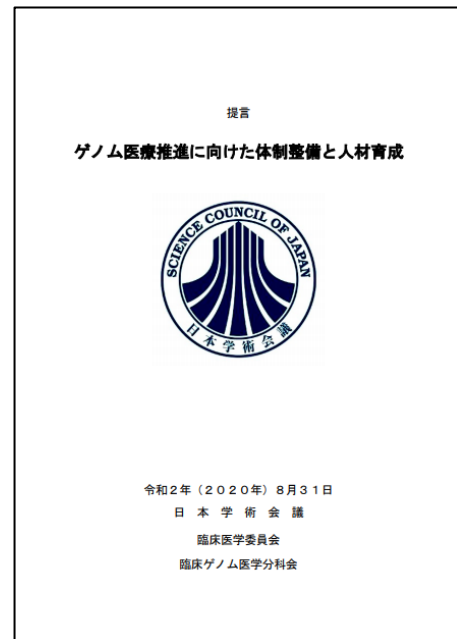 提言
ゲノム医療推進に向けた体制整備と人材育成
SCIENCE COUNCIL OF JAPAN
日本学術会議
令和2年(2020年)8月31日
日 本 学 術 会 議
臨床医学委員会
臨床ゲノム医学分科会